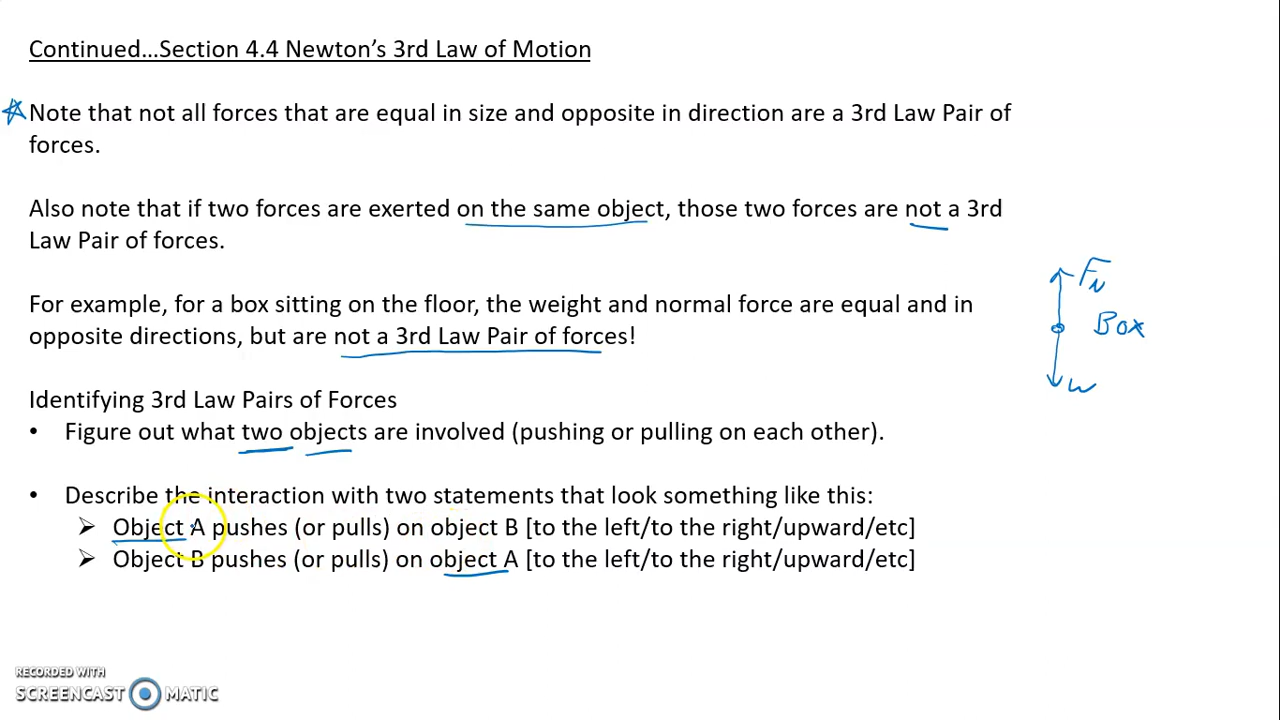 Continued...Section 4.4 Newton's 3rd Law of Motion
Note that not all forces that are equal in size and opposite in direction are a 3rd Law Pair of
forces.
Also note that if two forces are exerted on the same object, those two forces are not a 3rd
Law Pair of forces.
For example, for a box sitting on the floor, the weight and normal force are equal and in
opposite directions, but are not a 3rd Law Pair of forces!
F_N
Box
w
Identifying 3rd Law Pairs of Forces
• Figure out what two objects are involved (pushing or pulling on each other).
• Describe the interaction with two statements that look something like this:
➢ Object A pushes (or pulls) on object B [to the left/to the right/upward/etc]
➢ Object B pushes (or pulls) on object A [to the left/to the right/upward/etc]
RECORDED WITH
SCREENCAST MATIC